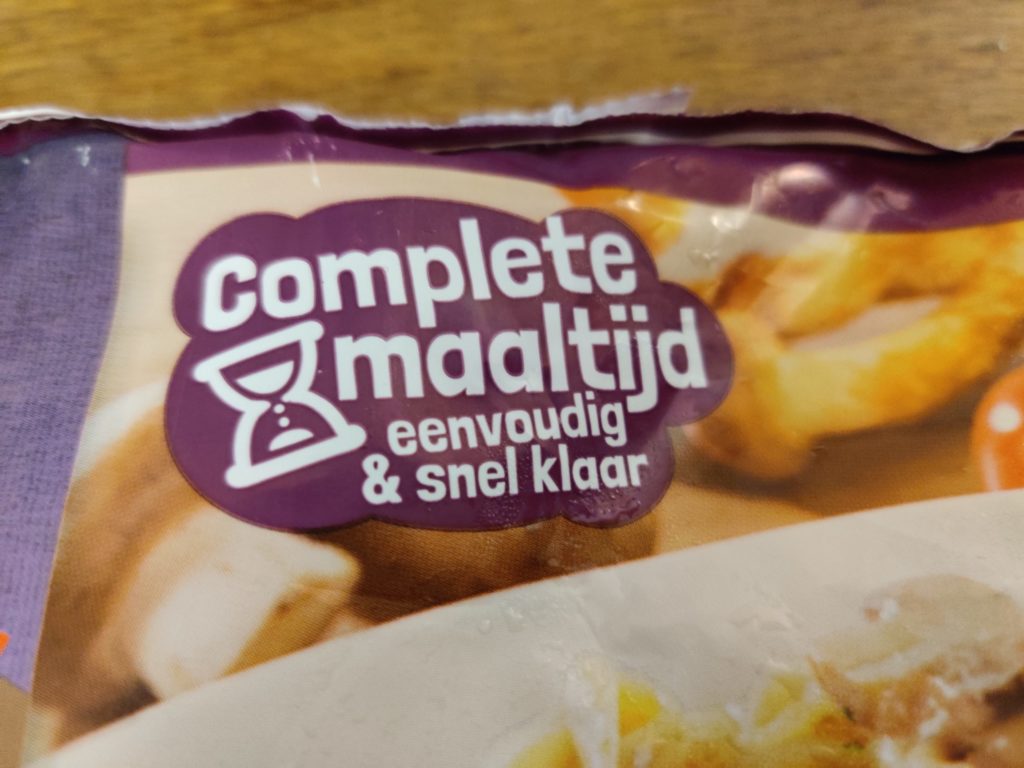 complete
maaltijd
eenvoudig
& snel klaar